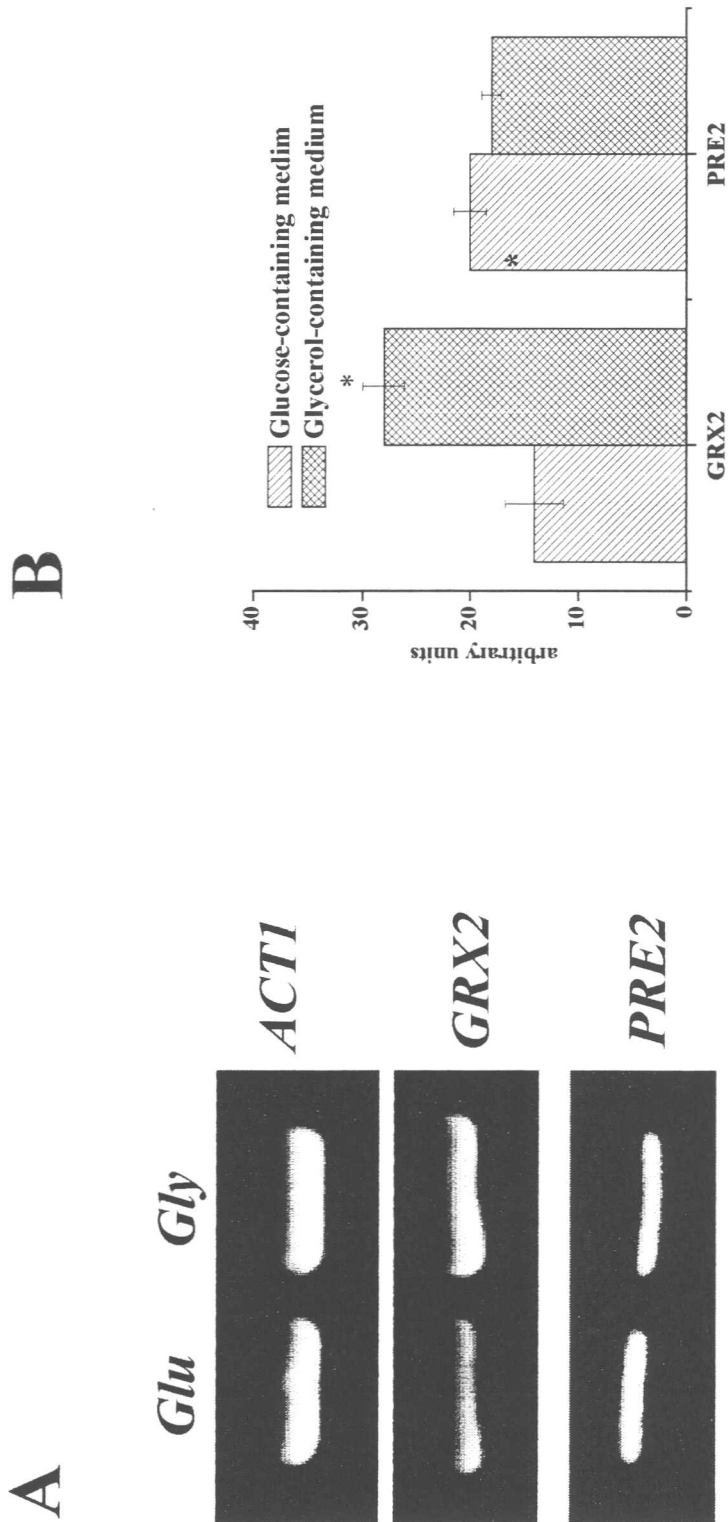 A
Glu Gly
ACT1
GRX2
PRE2
B
Glucose-containing medim
Glycerol-containing medium
*
*
40
30
20
10
0
arbitrary units
GRX2 PRE2